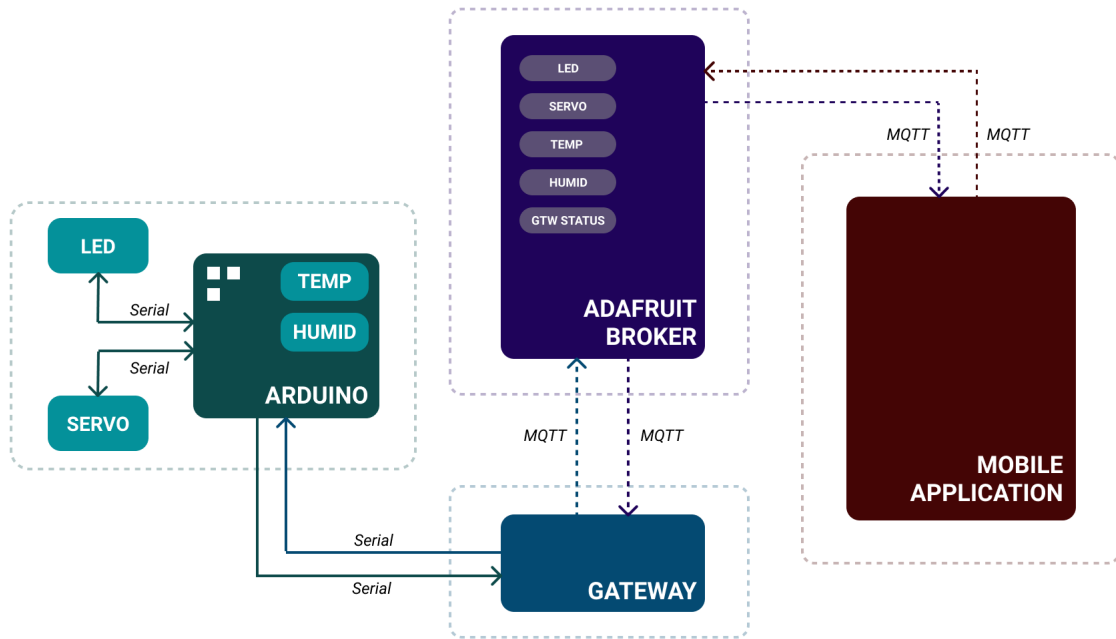 LED
SERVO
TEMP
HUMID
GTW STATUS
ADAFRUIT
BROKER
MQTT
MQTT
LED
Serial
TEMP
HUMID
Serial
ARDUINO
SERVO
MQTT
MQTT
MOBILE
APPLICATION
Serial
Serial
GATEWAY